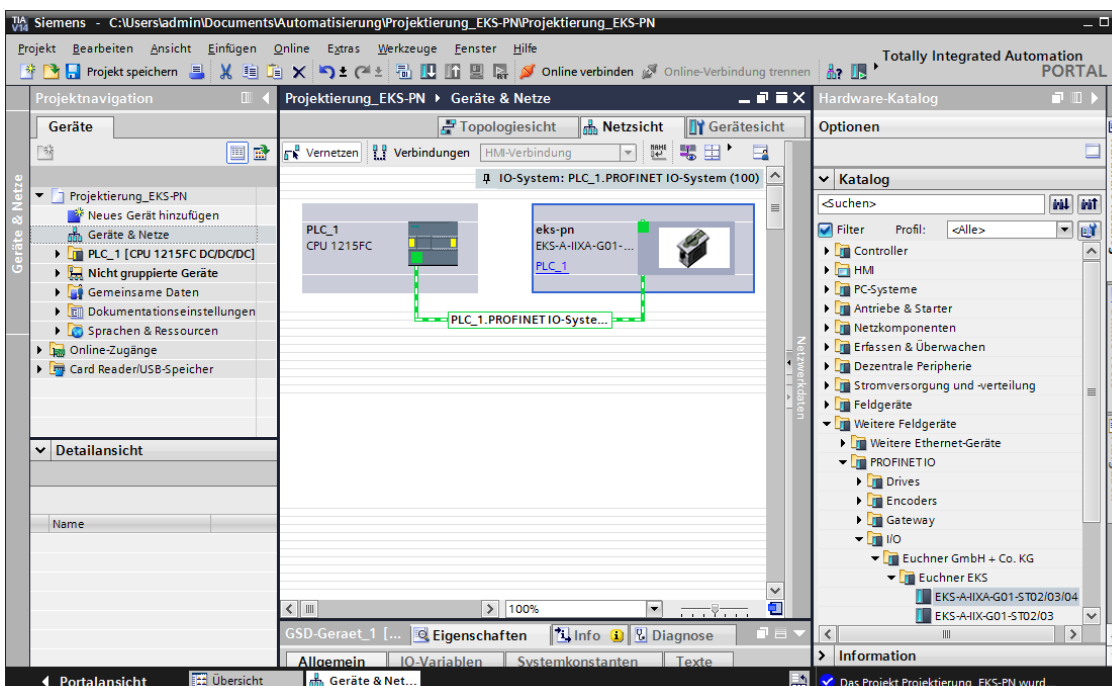 TIA V14 Siemens - C:\Users\admin\Documents\Automatisierung\Projektierung_EKS-PN\Projektierung_EKS-PN
Projekt Bearbeiten Ansicht Einfügen Online Extras Werkzeuge Fenster Hilfe
Totally Integrated Automation
PORTAL
Projekt speichern Online verbinden Online-Verbindung trennen
Projektnavigation
Geräte
Geräte & Netze
Projektierung_EKS-PN
Neues Gerät hinzufügen
Geräte & Netze
PLC_1 [CPU 1215FC DC/DC/DC]
Nicht gruppierte Geräte
Gemeinsame Daten
Dokumentationseinstellungen
Sprachen & Ressourcen
Online-Zugänge
Card Reader/USB-Speicher
Detailansicht
Name
Projektierung_EKS-PN Geräte & Netze
Topologiesicht Netzsicht Gerätesicht
Vernetzen Verbindungen HMI-Verbindung
IO-System: PLC_1.PROFINET IO-System (100)
PLC_1
CPU 1215FC
eks-pn
EKS-A-IIXA-G01-...
PLC_1
PLC_1.PROFINET IO-Syste...
Netzwerkdaten
100%
GSD-Geraet_1 [... Eigenschaften Info Diagnose
Allgemein IO-Variablen Systemkonstanten Texte
Hardware-Katalog
Optionen
Katalog
<Suchen>
Filter Profil: <Alle>
Controller
HMI
PC-Systeme
Antriebe & Starter
Netzkomponenten
Erfassen & Überwachen
Dezentrale Peripherie
Stromversorgung und -verteilung
Feldgeräte
Weitere Feldgeräte
Weitere Ethernet-Geräte
PROFINET IO
Drives
Encoders
Gateway
I/O
Euchner GmbH + Co. KG
Euchner EKS
EKS-A-IIXA-G01-ST02/03/04
EKS-A-IIX-G01-ST02/03
Information
Portalansicht Übersicht Geräte & Net...
Das Projekt Projektierung_EKS-PN wurd...